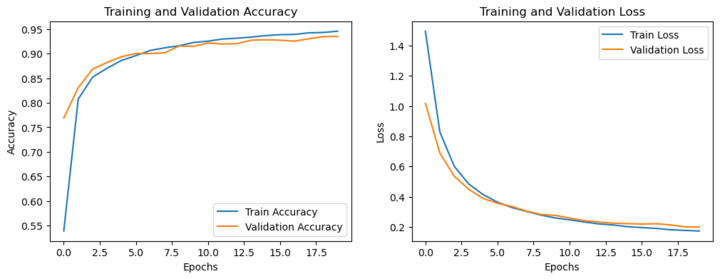 Training and Validation Accuracy
Accuracy
0.95
0.90
0.85
0.80
0.75
0.70
0.65
0.60
0.55
Train Accuracy
Validation Accuracy
0.0 2.5 5.0 7.5 10.0 12.5 15.0 17.5
Epochs
Training and Validation Loss
Loss
1.4
1.2
1.0
0.8
0.6
0.4
0.2
Train Loss
Validation Loss
0.0 2.5 5.0 7.5 10.0 12.5 15.0 17.5
Epochs